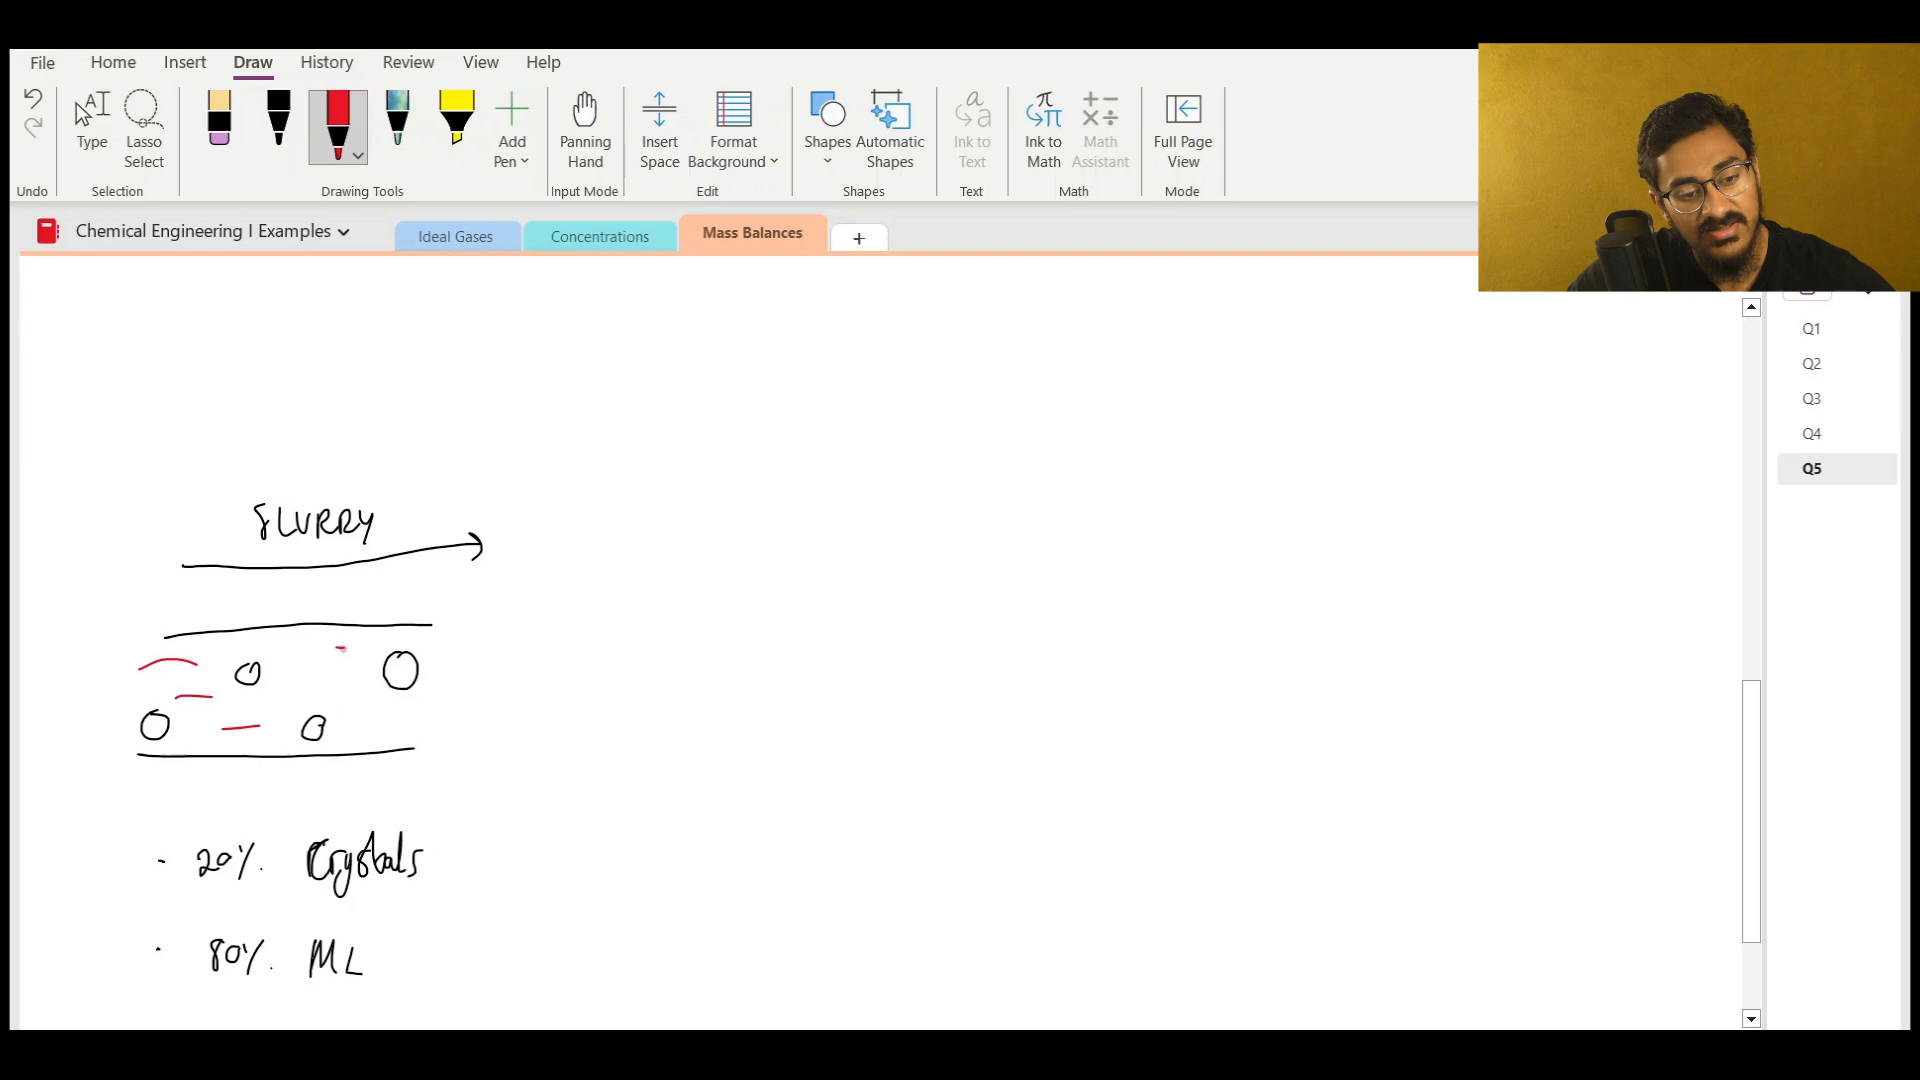 File Home Insert Draw History Review View Help
Type
Lasso Select
Add Pen
Panning Hand
Insert Space
Format Background
Shapes
Automatic Shapes
Ink to Text
Ink to Math
Math Assistant
Full Page View
Undo Selection Drawing Tools Input Mode Edit Shapes Text Math Mode
Chemical Engineering I Examples Ideal Gases Concentrations Mass Balances +
Q1
Q2
Q3
Q4
Q5
SLURRY
· 20%. Crystals
· 80%. ML